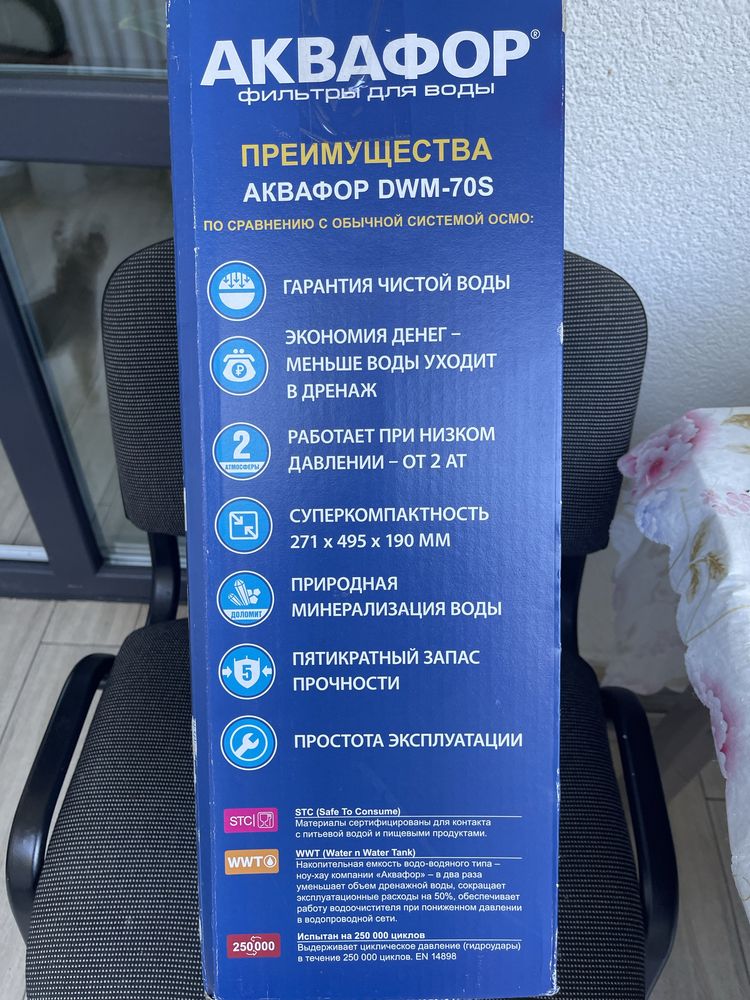 АКВАФОР®
фильтры для воды
ПРЕИМУЩЕСТВА
АКВАФОР DWM-70S
ПО СРАВНЕНИЮ С ОБЫЧНОЙ СИСТЕМОЙ ОСМО:
ГАРАНТИЯ ЧИСТОЙ ВОДЫ
ЭКОНОМИЯ ДЕНЕГ –
МЕНЬШЕ ВОДЫ УХОДИТ
В ДРЕНАЖ
2
АТМОСФЕРЫ
РАБОТАЕТ ПРИ НИЗКОМ
ДАВЛЕНИИ – ОТ 2 АТ
СУПЕРКОМПАКТНОСТЬ
271 x 495 x 190 ММ
ДОЛОМИТ
ПРИРОДНАЯ
МИНЕРАЛИЗАЦИЯ ВОДЫ
5
ПЯТИКРАТНЫЙ ЗАПАС
ПРОЧНОСТИ
ПРОСТОТА ЭКСПЛУАТАЦИИ
STC
STC (Safe To Consume)
Материалы сертифицированы для контакта
с питьевой водой и пищевыми продуктами.
WWT
WWT (Water n Water Tank)
Накопительная емкость водо-водяного типа –
ноу-хау компании «Аквафор» – в два раза
уменьшает объем дренажной воды, сокращает
эксплуатационные расходы на 50%, обеспечивает
работу водоочистителя при пониженном давлении
в водопроводной сети.
250,000
Испытан на 250 000 циклов
Выдерживает циклическое давление (гидроудары)
в течение 250 000 циклов. EN 14898